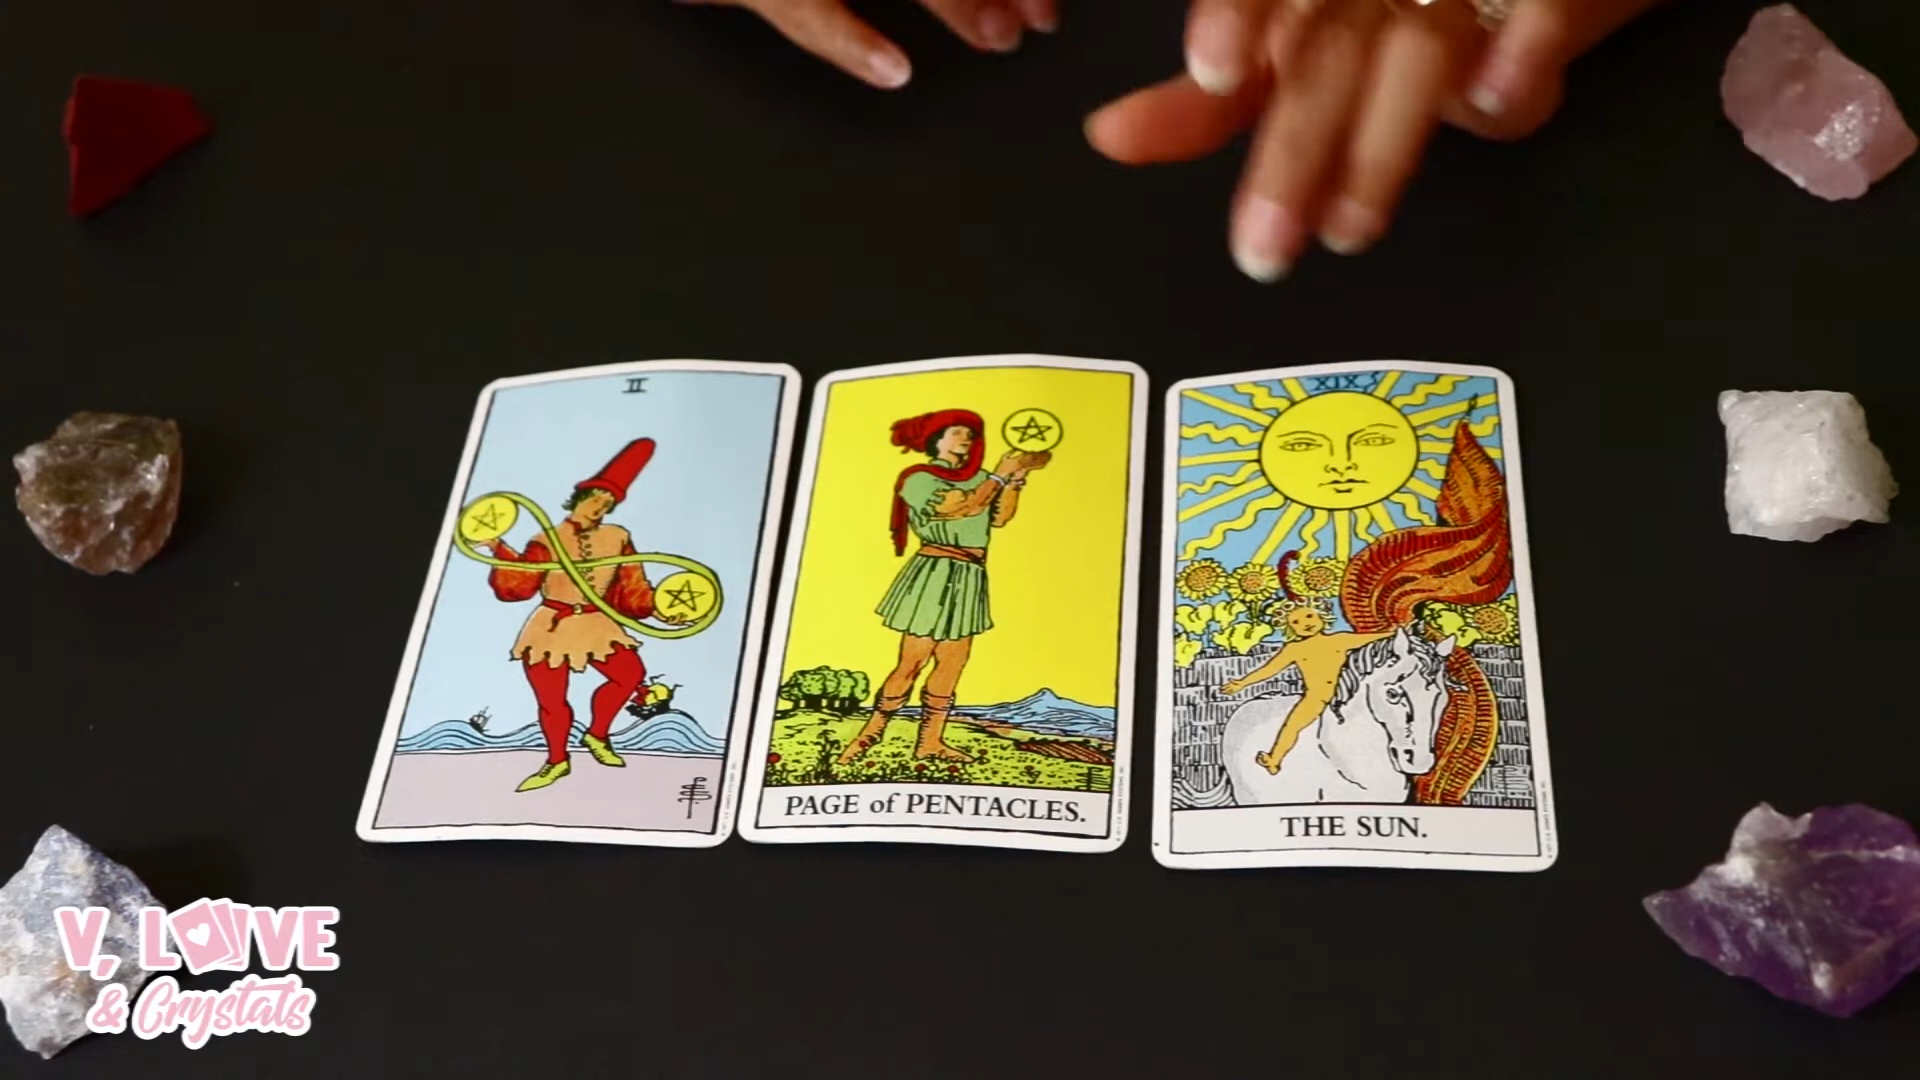 II
XIX
PAGE of PENTACLES.
THE SUN.
V, LOVE
& Crystals